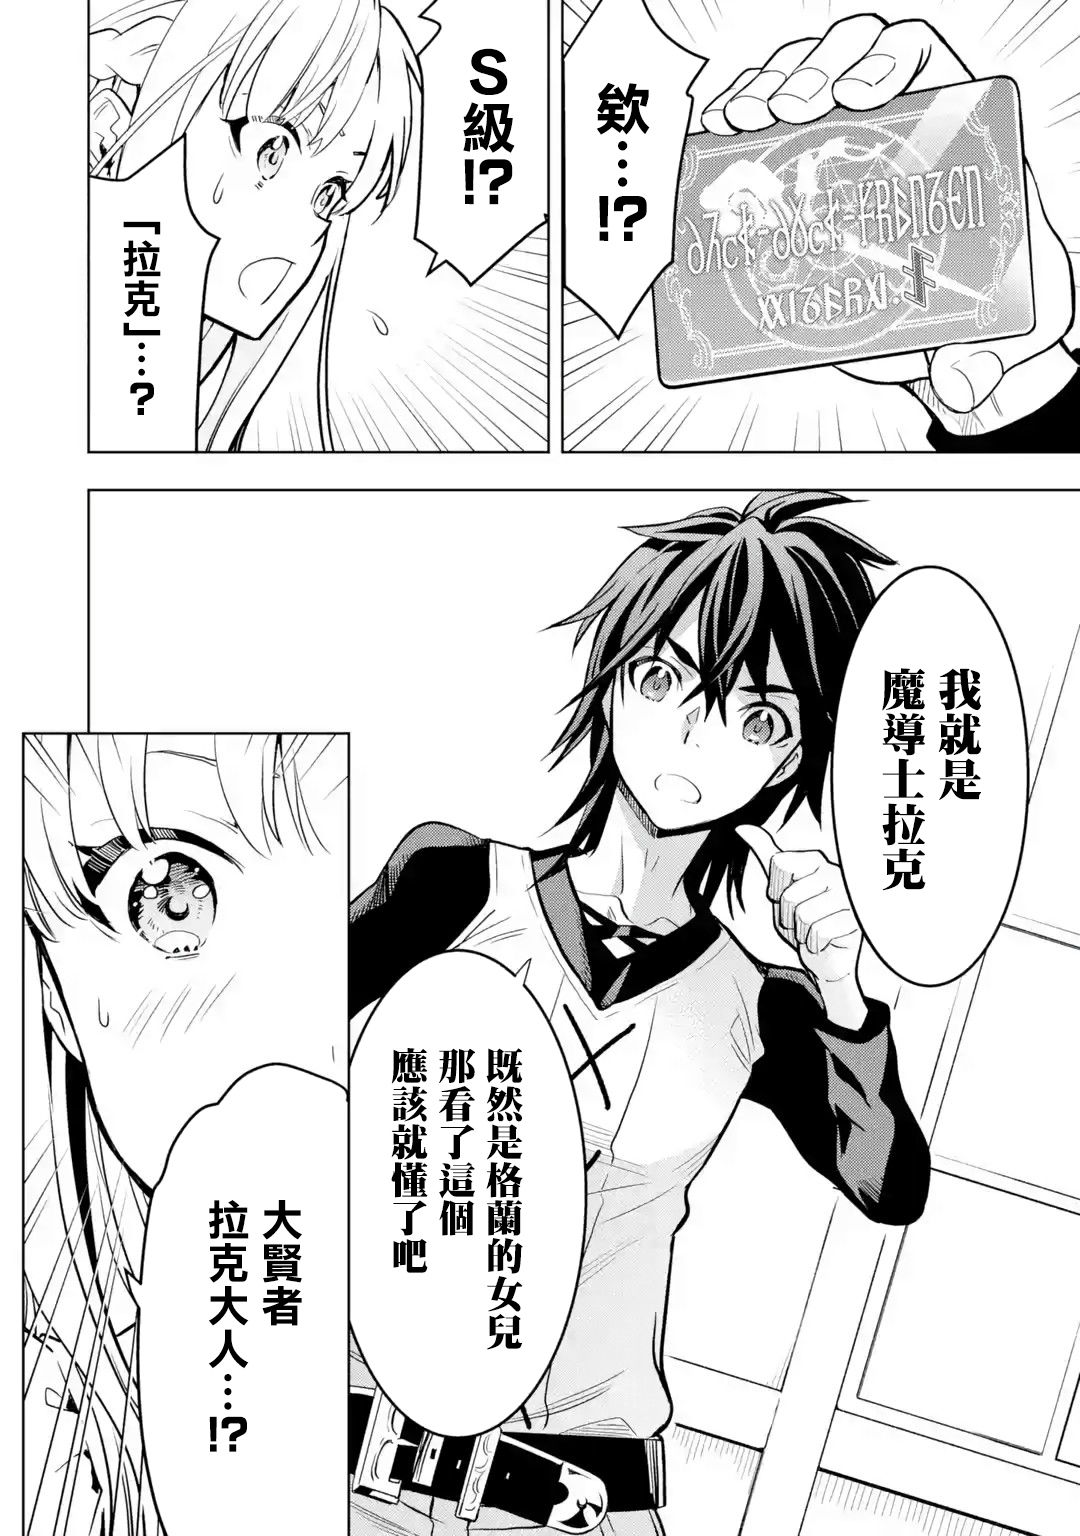 欸…!?
S級!?
「拉克」…?
我就是
魔導士拉克
既然是格蘭的女兒
那看了這個
應該就懂了吧
大賢者
拉克大人…!?